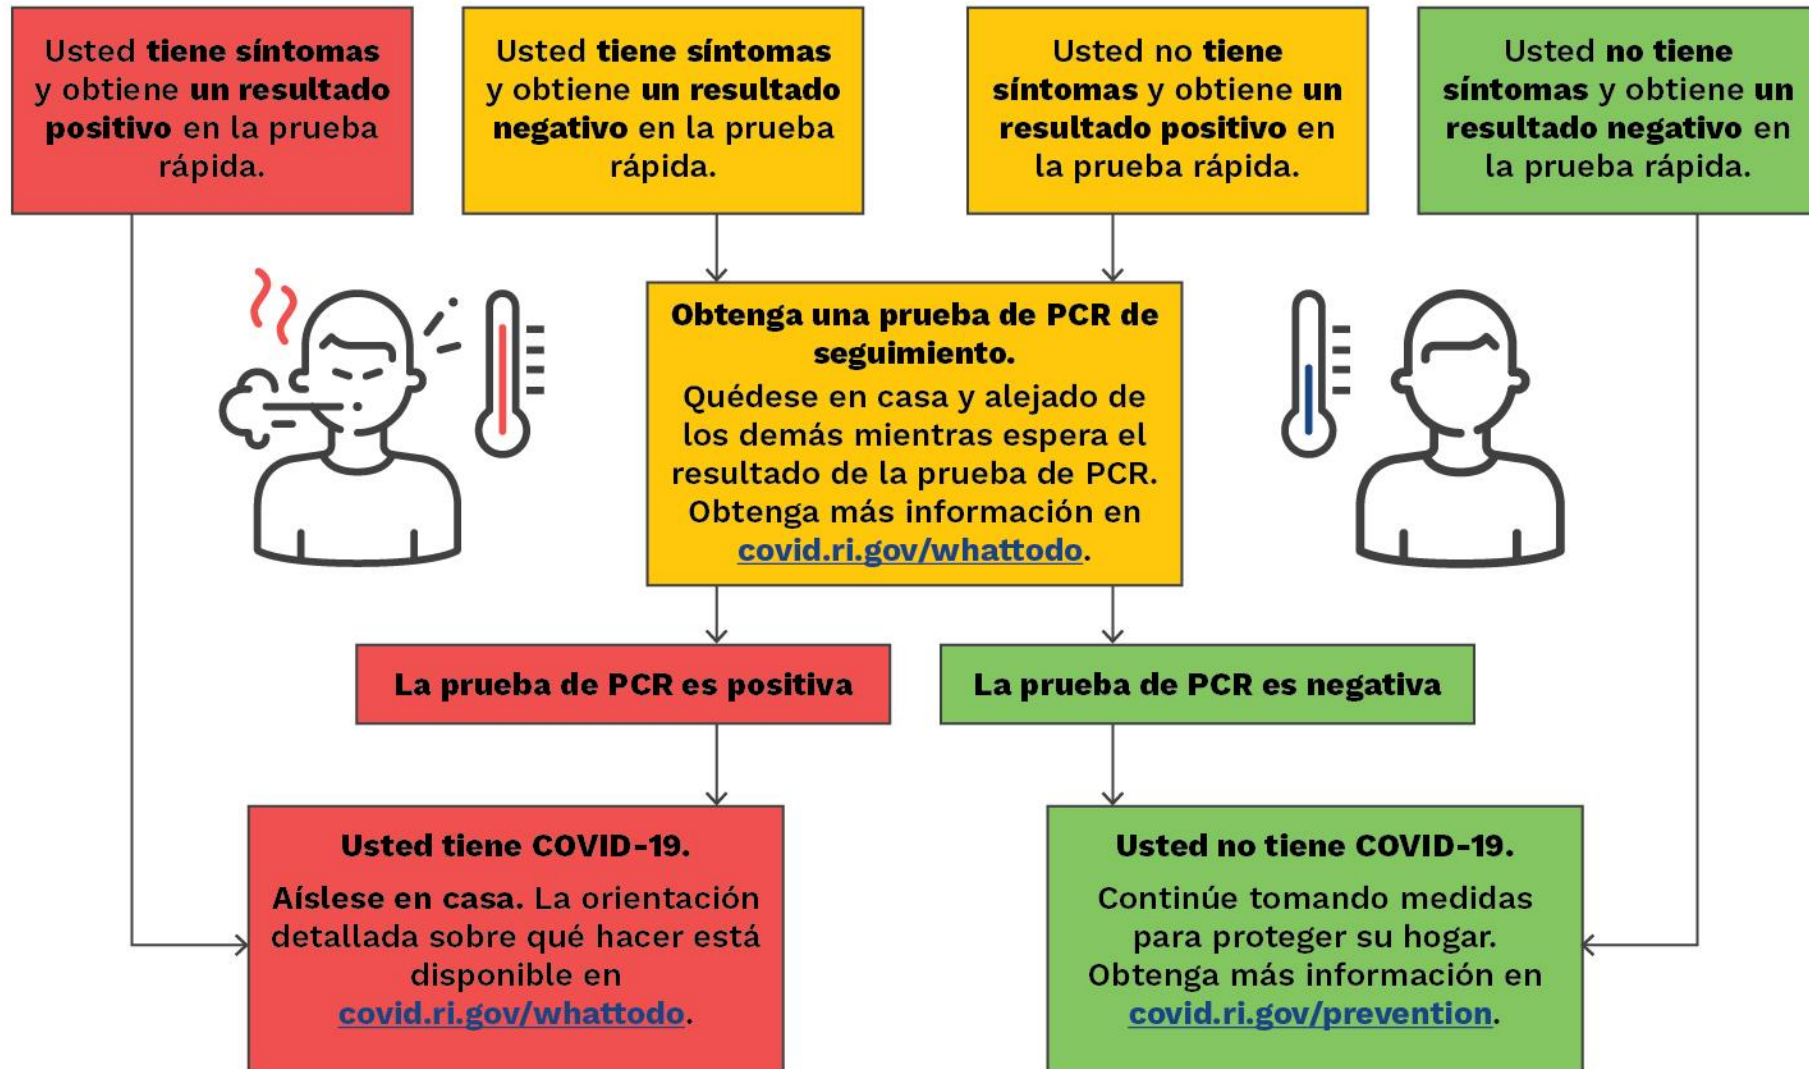 Usted tiene síntomas
y obtiene un resultado
positivo en la prueba
rápida.
Usted tiene síntomas
y obtiene un resultado
negativo en la prueba
rápida.
Usted no tiene
síntomas y obtiene un
resultado positivo en
la prueba rápida.
Usted no tiene
síntomas y obtiene un
resultado negativo en
la prueba rápida.
Obtenga una prueba de PCR de
seguimiento.
Quédese en casa y alejado de
los demás mientras espera el
resultado de la prueba de PCR.
Obtenga más información en
covid.ri.gov/whattodo.
La prueba de PCR es positiva
La prueba de PCR es negativa
Usted tiene COVID-19.
Aíslese en casa. La orientación
detallada sobre qué hacer está
disponible en
covid.ri.gov/whattodo.
Usted no tiene COVID-19.
Continúe tomando medidas
para proteger su hogar.
Obtenga más información en
covid.ri.gov/prevention.